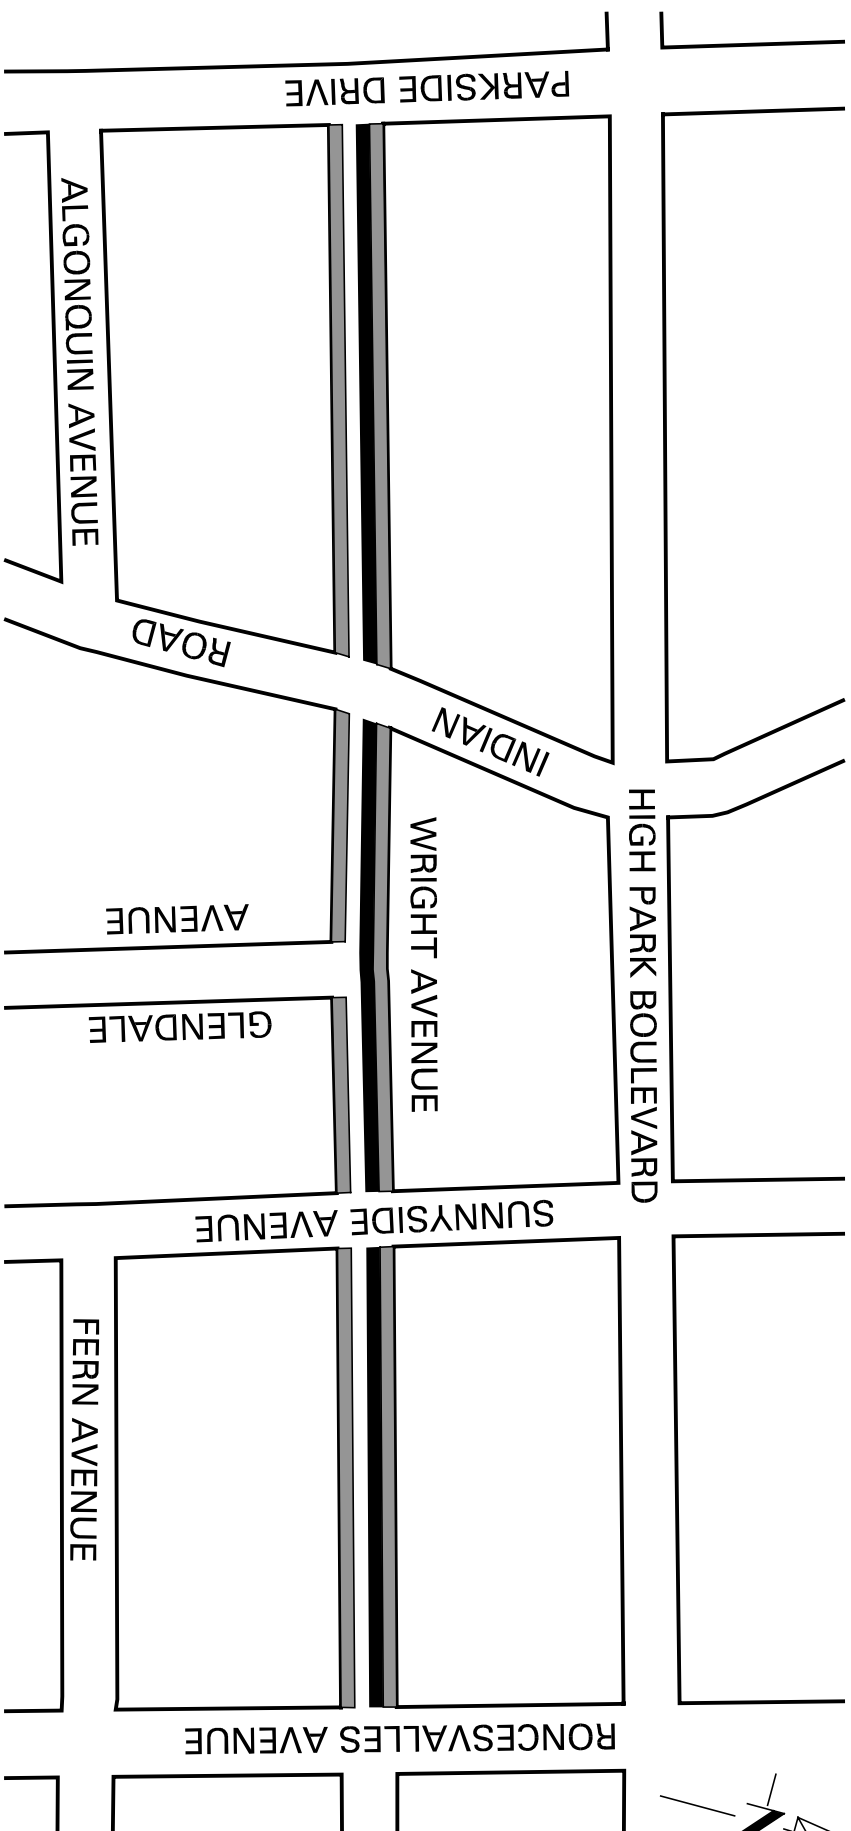 PARKSIDE DRIVE
ALGONQUIN AVENUE
INDIAN
ROAD
WRIGHT AVENUE
HIGH PARK BOULEVARD
GLENDALE
AVENUE
SUNNYSIDE AVENUE
FERN AVENUE
RONCESVALLES AVENUE